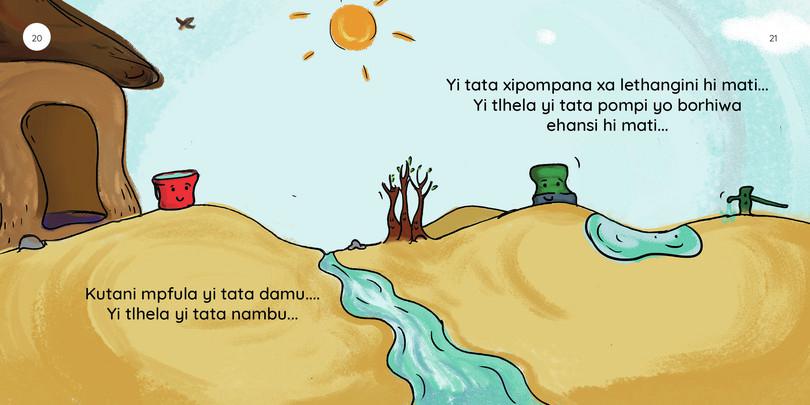 20
Kutani mpfula yi tata damu....
Yi tlhela yi tata nambu...
21
Yi tata xipompana xa lethangini hi mati...
Yi tlhela yi tata pompi yo borhiwa
ehansi hi mati...